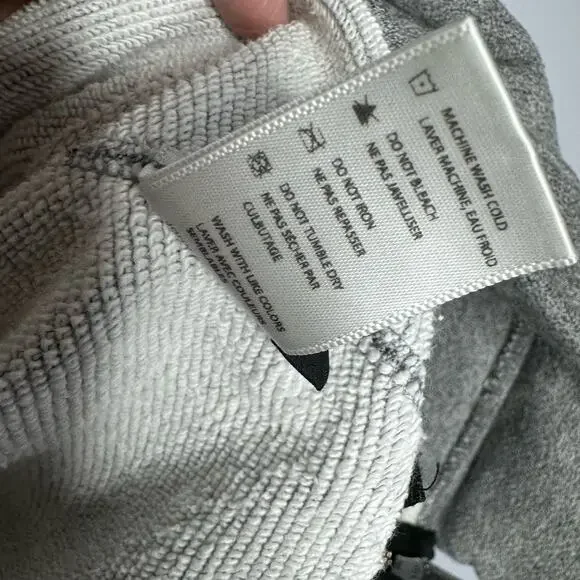 MACHINE WASH COLD
LAVER MACHINE, EAU FROID
DO NOT BLEACH
NE PAS JAVELLISER
DO NOT IRON
NE PAS REPASSER
DO NOT TUMBLE DRY
NE PAS SÉCHER PAR
CULBUTAGE
WASH WITH LIKE COLORS
LAVER AVEC COULEURS
SEMBLABLES